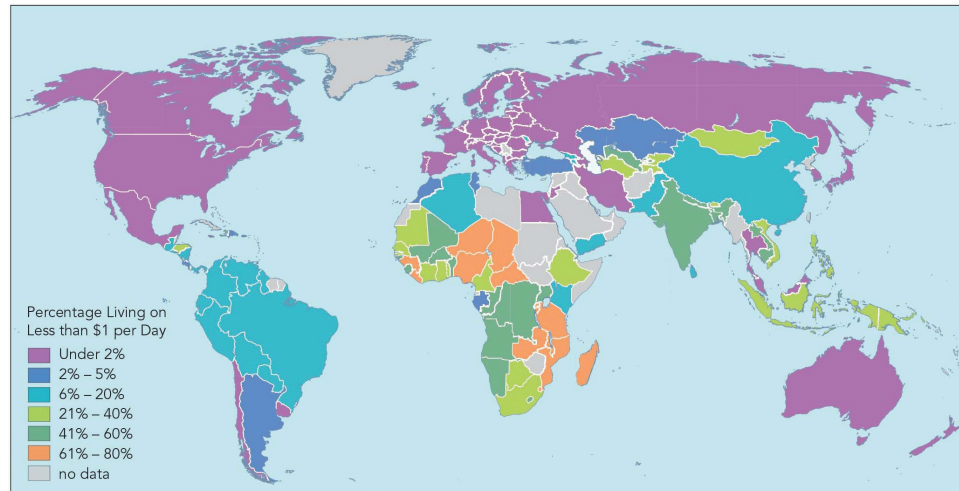 Percentage Living on
Less than $1 per Day
Under 2%
2% – 5%
6% – 20%
21% – 40%
41% – 60%
61% – 80%
no data